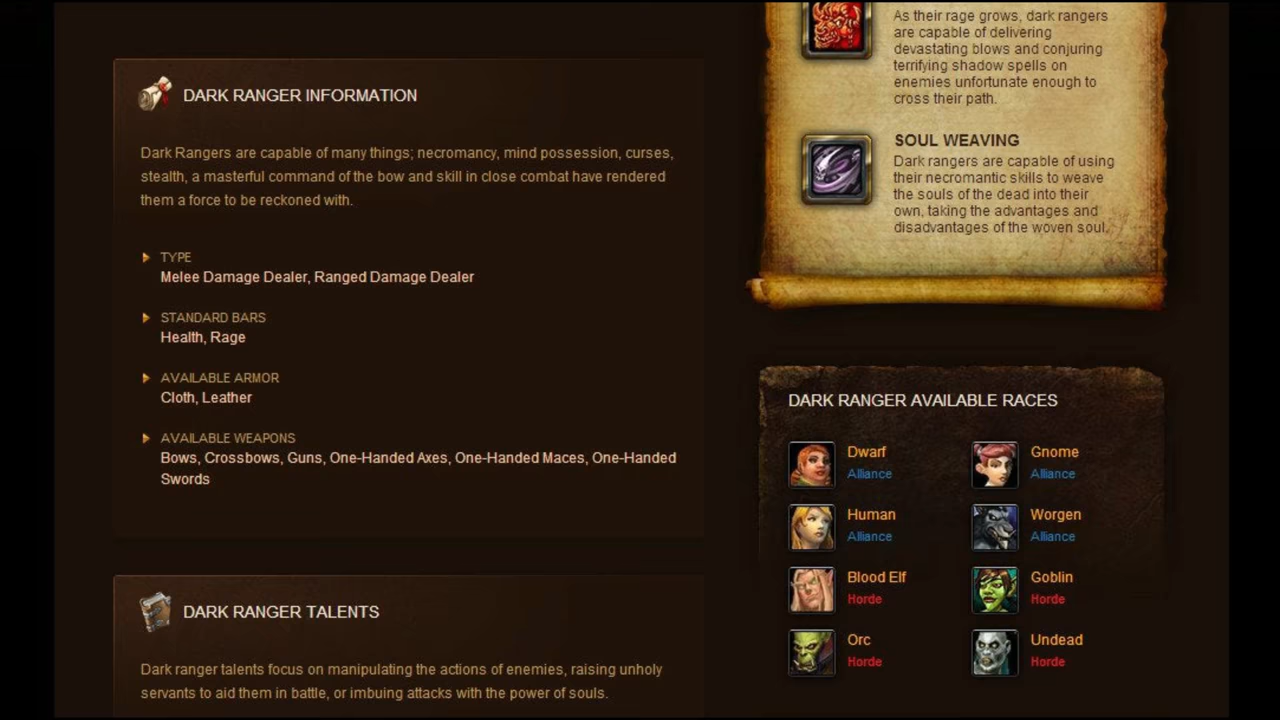 DARK RANGER INFORMATION
Dark Rangers are capable of many things; necromancy, mind possession, curses,
stealth, a masterful command of the bow and skill in close combat have rendered
them a force to be reckoned with.
TYPE
Melee Damage Dealer, Ranged Damage Dealer
STANDARD BARS
Health, Rage
AVAILABLE ARMOR
Cloth, Leather
AVAILABLE WEAPONS
Bows, Crossbows, Guns, One-Handed Axes, One-Handed Maces, One-Handed
Swords
DARK RANGER TALENTS
Dark ranger talents focus on manipulating the actions of enemies, raising unholy
servants to aid them in battle, or imbuing attacks with the power of souls.
As their rage grows, dark rangers
are capable of delivering
devastating blows and conjuring
terrifying shadow spells on
enemies unfortunate enough to
cross their path.
SOUL WEAVING
Dark rangers are capable of using
their necromantic skills to weave
the souls of the dead into their
own, taking the advantages and
disadvantages of the woven soul.
DARK RANGER AVAILABLE RACES
Dwarf
Alliance
Gnome
Alliance
Human
Alliance
Worgen
Alliance
Blood Elf
Horde
Goblin
Horde
Orc
Horde
Undead
Horde